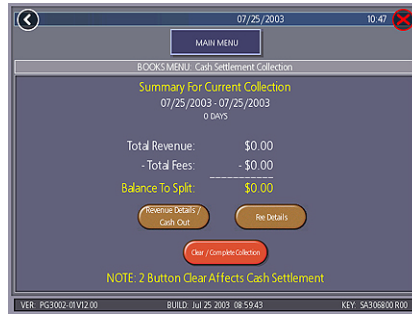 07/25/2003 10:47
MAIN MENU
BOOKS MENU: Cash Settlement Collection
Summary For Current Collection
07/25/2003 - 07/25/2003
0 DAYS
Total Revenue: $0.00
- Total Fees: - $0.00
Balance To Split: $0.00
Revenue Details / Cash Out
Fee Details
Clear / Complete Collection
NOTE: 2 Button Clear Affects Cash Settlement
VER: PG3002-01V12.00 BUILD: Jul 25 2003 08:59:43 KEY: SA306800 R00